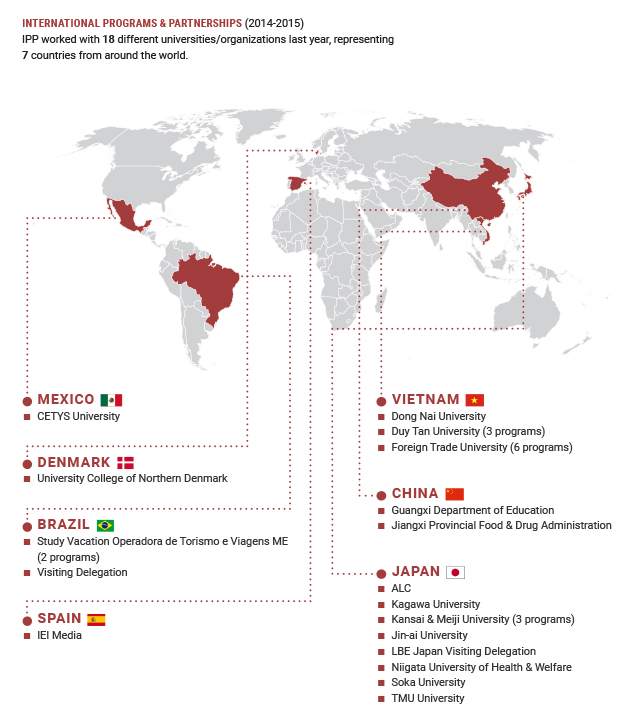 INTERNATIONAL PROGRAMS & PARTNERSHIPS (2014-2015)
IPP worked with 18 different universities/organizations last year, representing
7 countries from around the world.
MEXICO
CETYS University
DENMARK
University College of Northern Denmark
BRAZIL
Study Vacation Operadora de Torismo e Viagens ME
(2 programs)
Visiting Delegation
SPAIN
IEI Media
VIETNAM
Dong Nai University
Duy Tan University (3 programs)
Foreign Trade University (6 programs)
CHINA
Guangxi Department of Education
Jiangxi Provincial Food & Drug Administration
JAPAN
ALC
Kagawa University
Kansai & Meiji University (3 programs)
Jin-ai University
LBE Japan Visiting Delegation
Niigata University of Health & Welfare
Soka University
TMU University